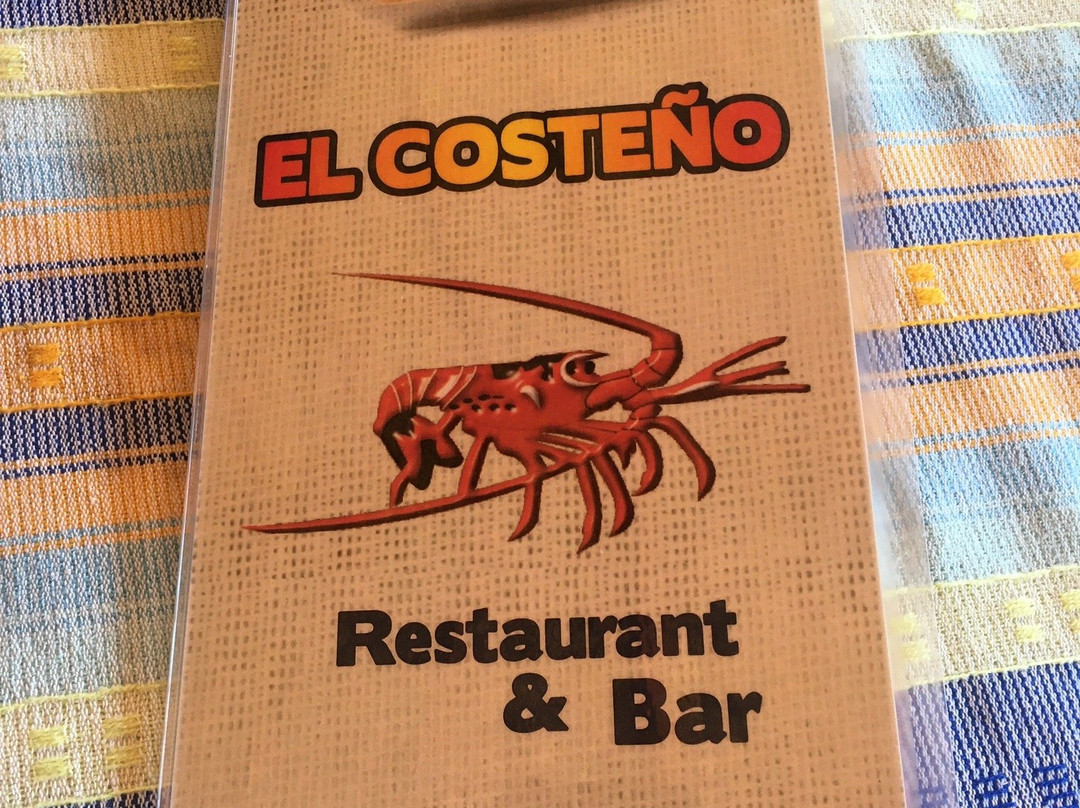 EL COSTEÑO
Restaurant
& Bar